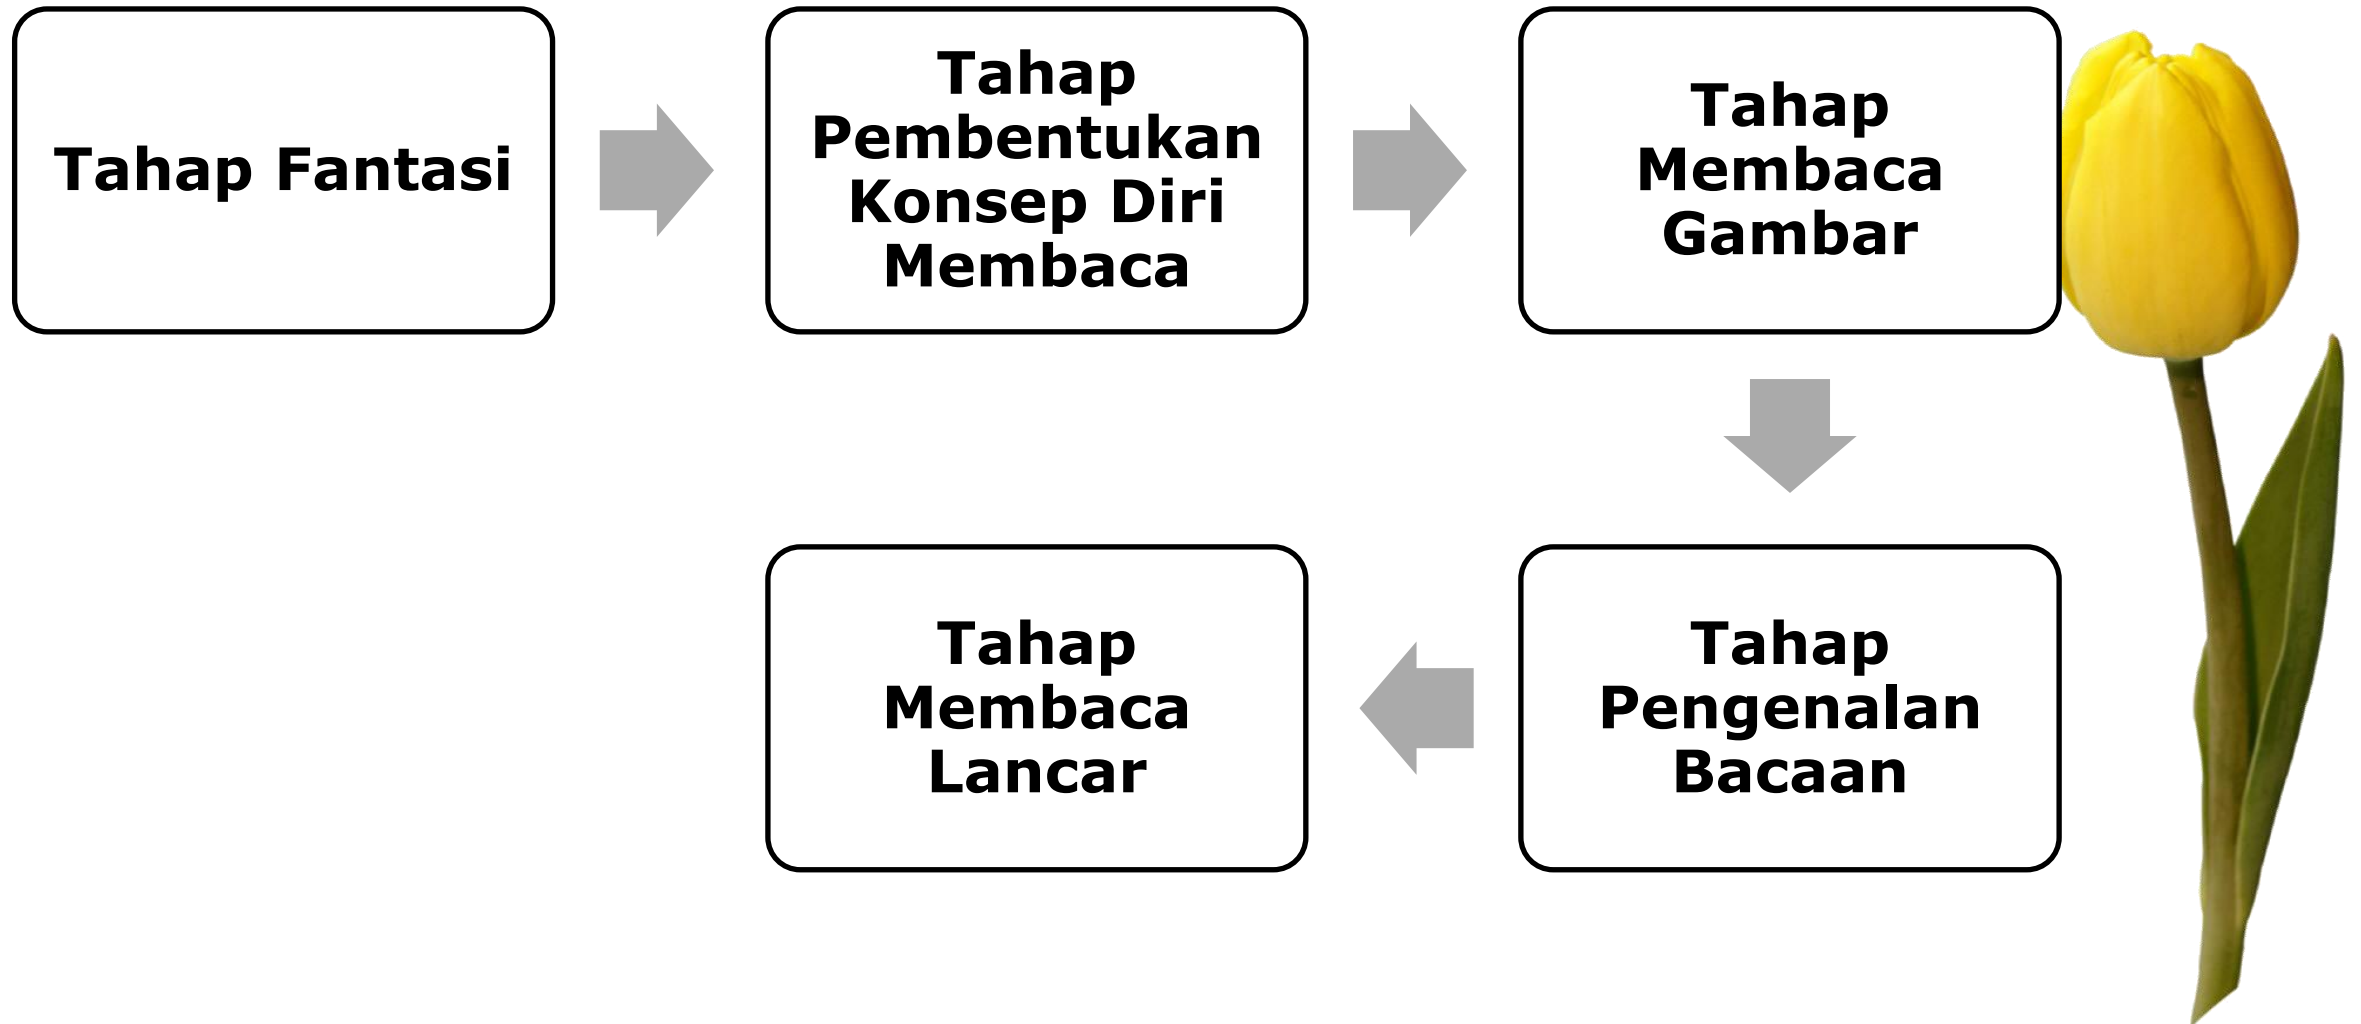 Tahap Fantasi
Tahap
Pembentukan
Konsep Diri
Membaca
Tahap
Membaca
Gambar
Tahap
Pengenalan
Bacaan
Tahap
Membaca
Lancar